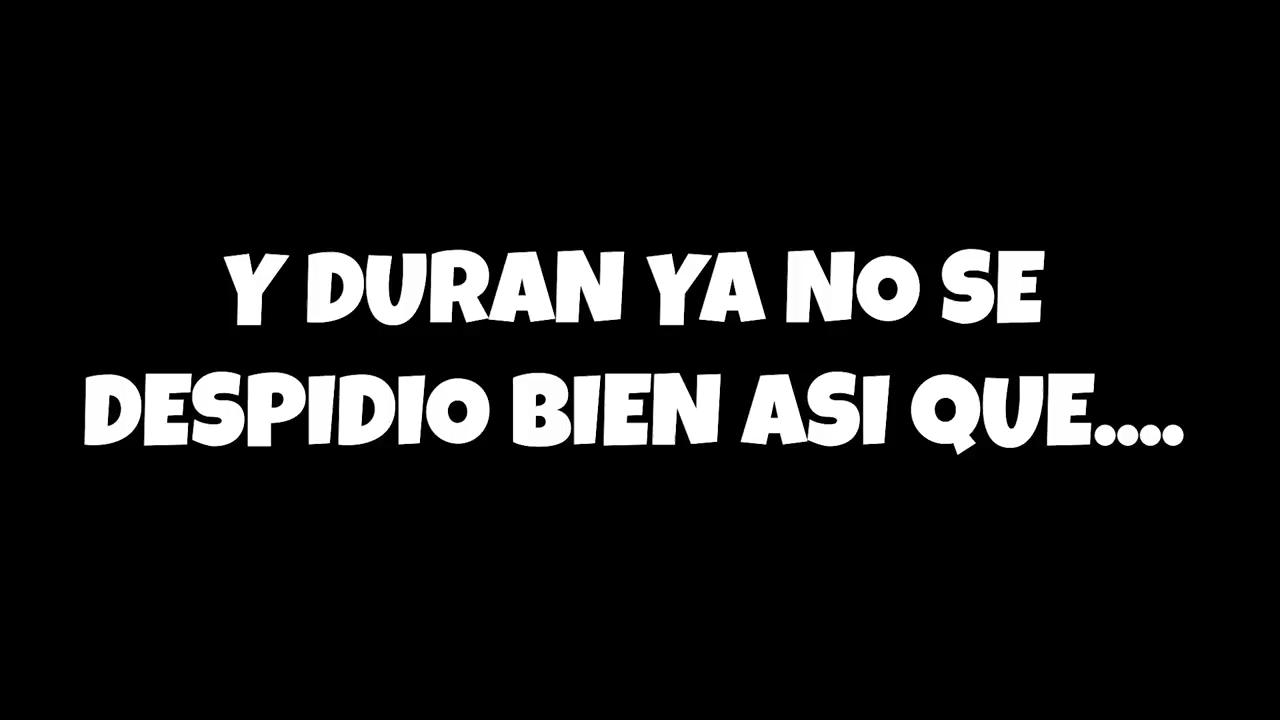 Y DURAN YA NO SE
DESPIDIO BIEN ASI QUE....